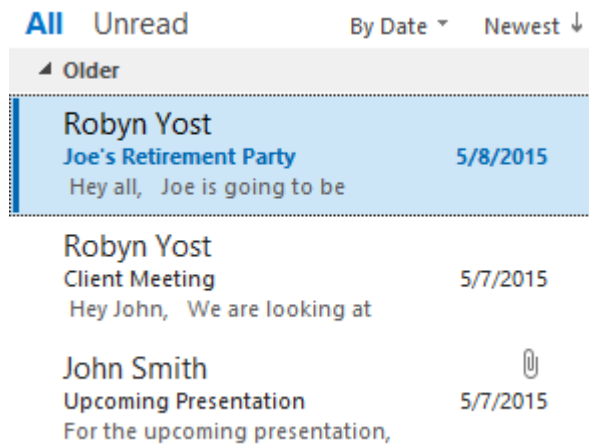 All Unread By Date Newest
Older
Robyn Yost
Joe's Retirement Party 5/8/2015
Hey all, Joe is going to be
Robyn Yost
Client Meeting 5/7/2015
Hey John, We are looking at
John Smith
Upcoming Presentation 5/7/2015
For the upcoming presentation,